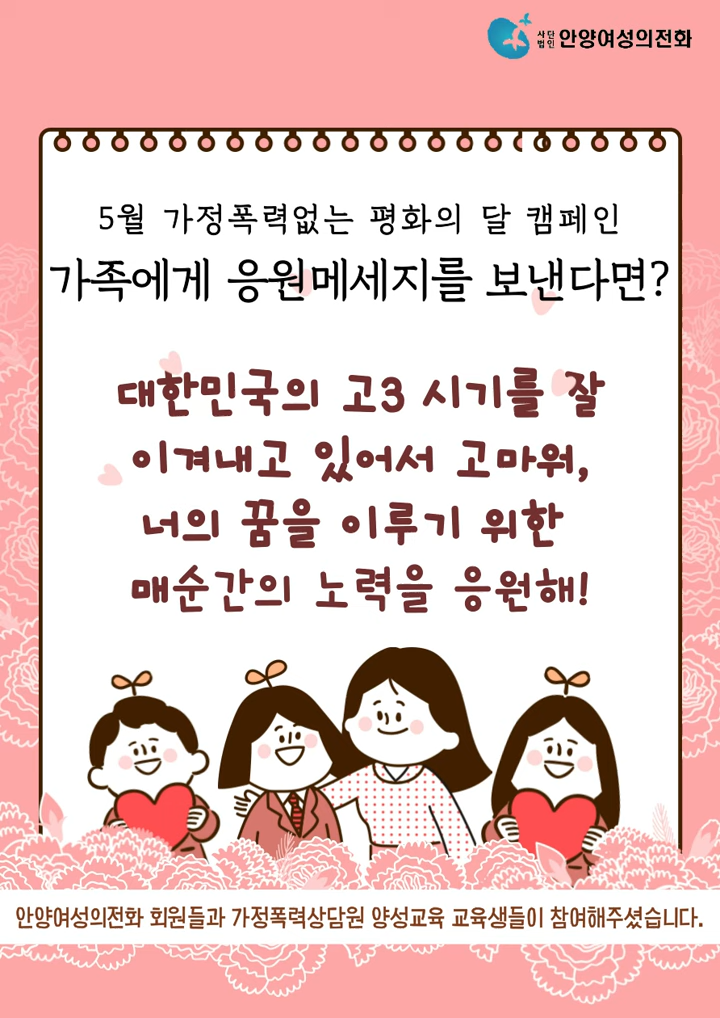 사단법인 안양여성의전화
5월 가정폭력없는 평화의 달 캠페인
가족에게 응원메세지를 보낸다면?
대한민국의 고3 시기를 잘
이겨내고 있어서 고마워,
너의 꿈을 이루기 위한
매순간의 노력을 응원해!
안양여성의전화 회원들과 가정폭력상담원 양성교육 교육생들이 참여해주셨습니다.